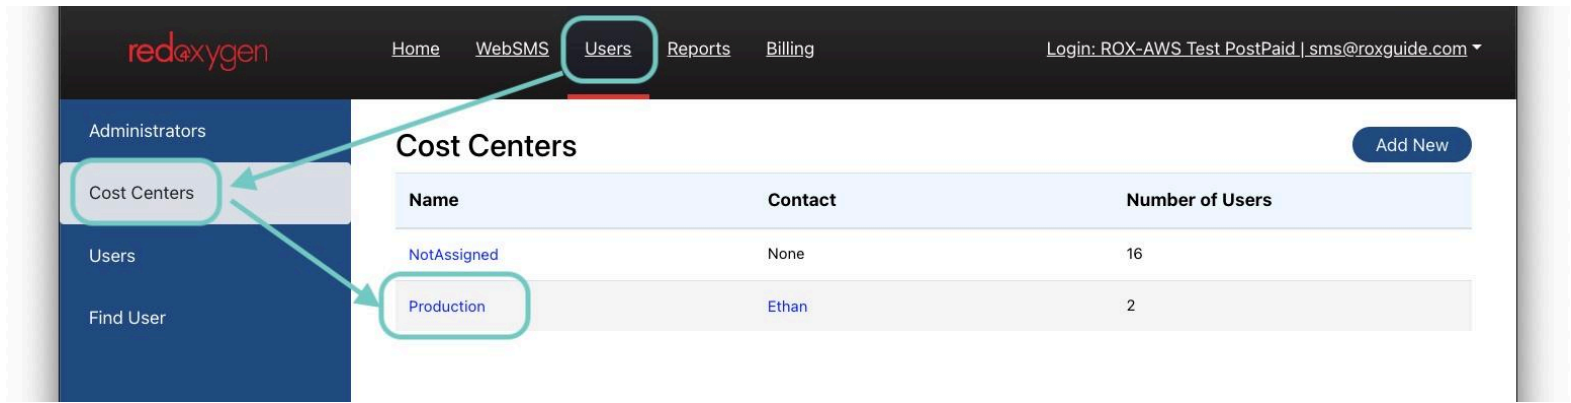 redoxygen
Home WebSMS Users Reports Billing Login: ROX-AWS Test PostPaid | sms@roxguide.com
Administrators
Cost Centers
Users
Find User
Cost Centers Add New
Name Contact Number of Users
NotAssigned None 16
Production Ethan 2